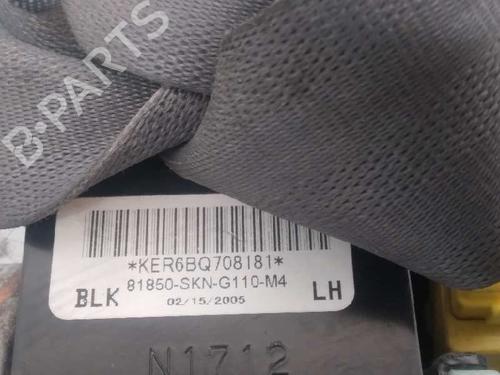 B-PARTS
*KER6BQ708181*
BLK 81850-SKN-G110-M4
02/15/2005 LH
N1712